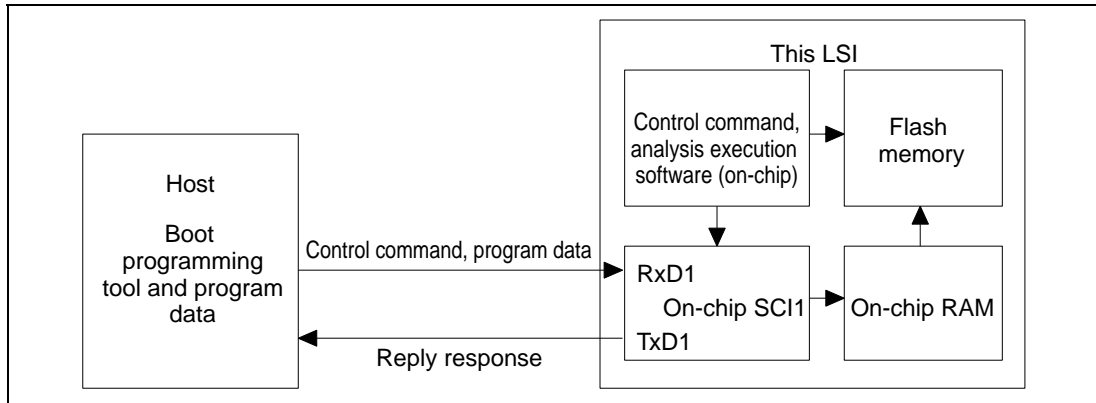 This LSI
Host
Boot
programming
tool and program
data
Control command, program data
Reply response
Control command,
analysis execution
software (on-chip)
Flash
memory
RxD1
On-chip SCI1
TxD1
On-chip RAM